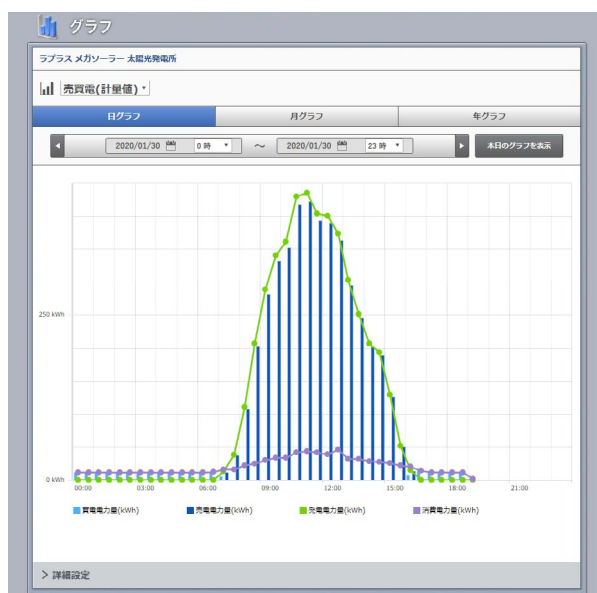 グラフ
ラプラス メガソーラー 太陽光発電所
売買電(計量値)
日グラフ 月グラフ 年グラフ
2020/01/30 0 時 ～ 2020/01/30 23 時 本日のグラフを表示
250 kWh
0 kWh
00:00 03:00 06:00 09:00 12:00 15:00 18:00 21:00
買電電力量(kWh) 売電電力量(kWh) 発電電力量(kWh) 消費電力量(kWh)
> 詳細設定